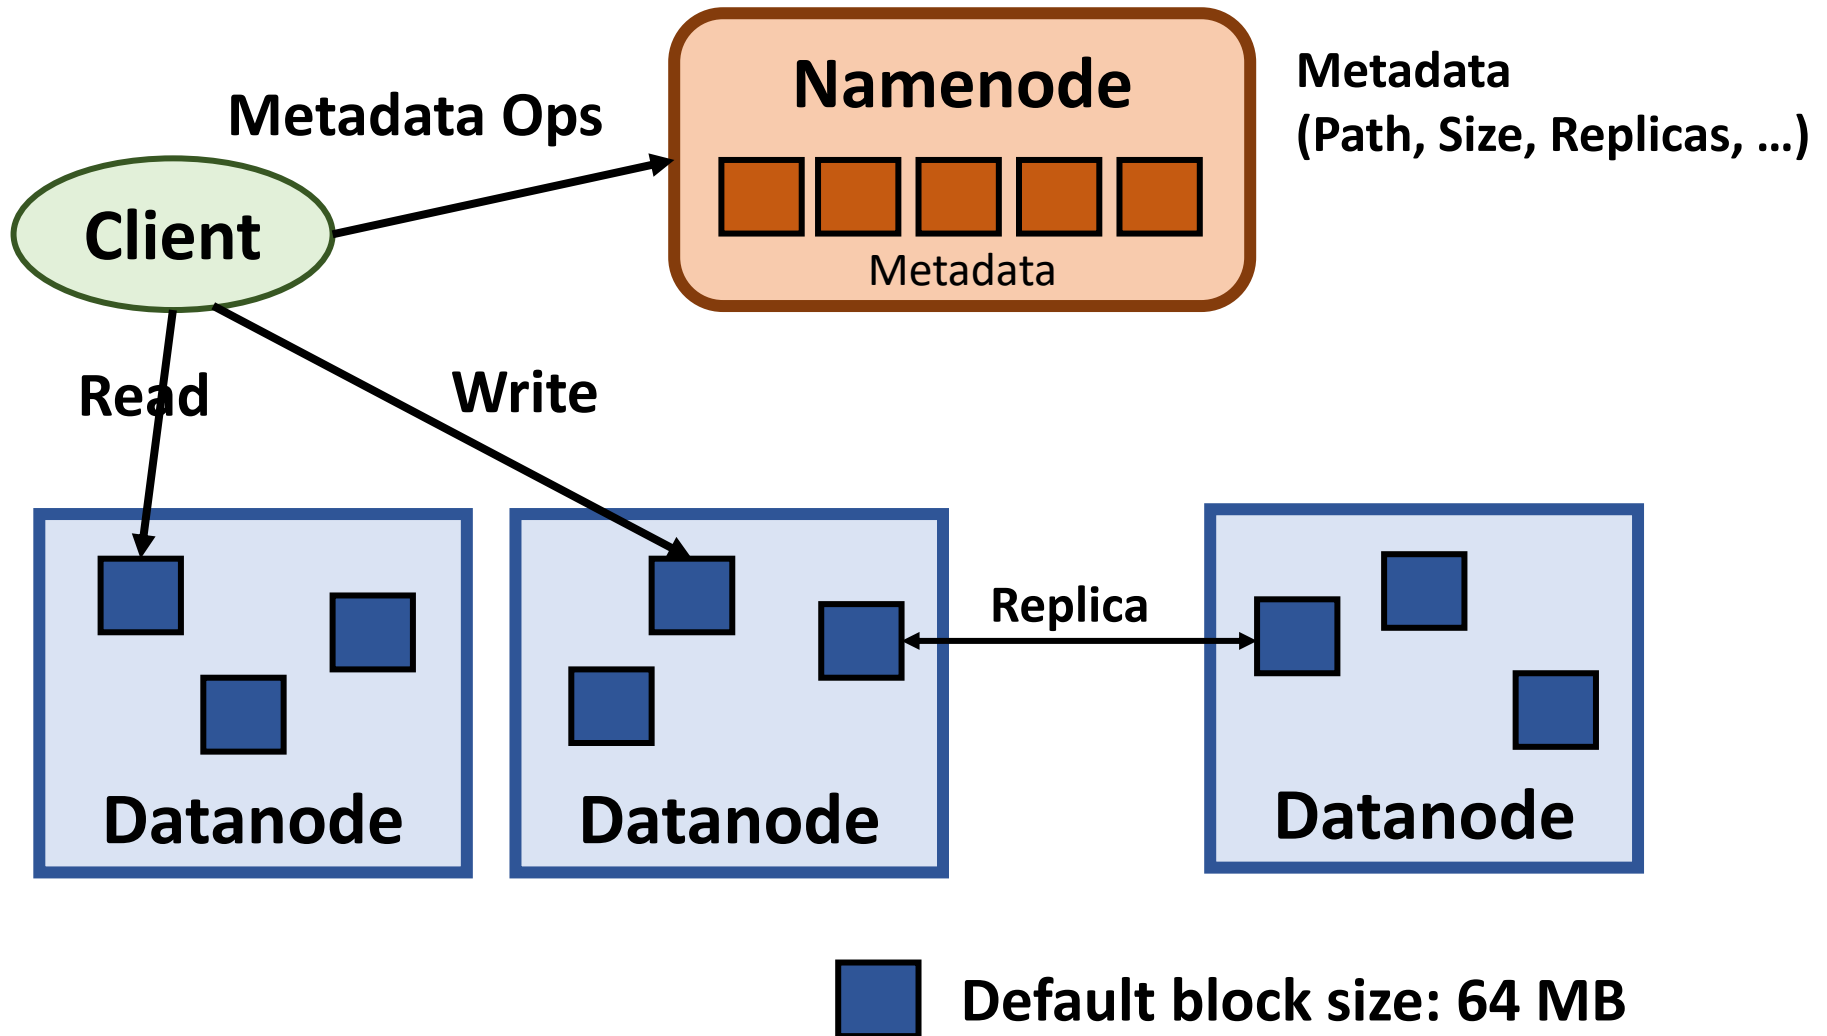 Namenode
Metadata
(Path, Size, Replicas, ...)
Metadata Ops
Client
Metadata
Read
Write
Replica
Datanode
Datanode
Datanode
Default block size: 64 MB